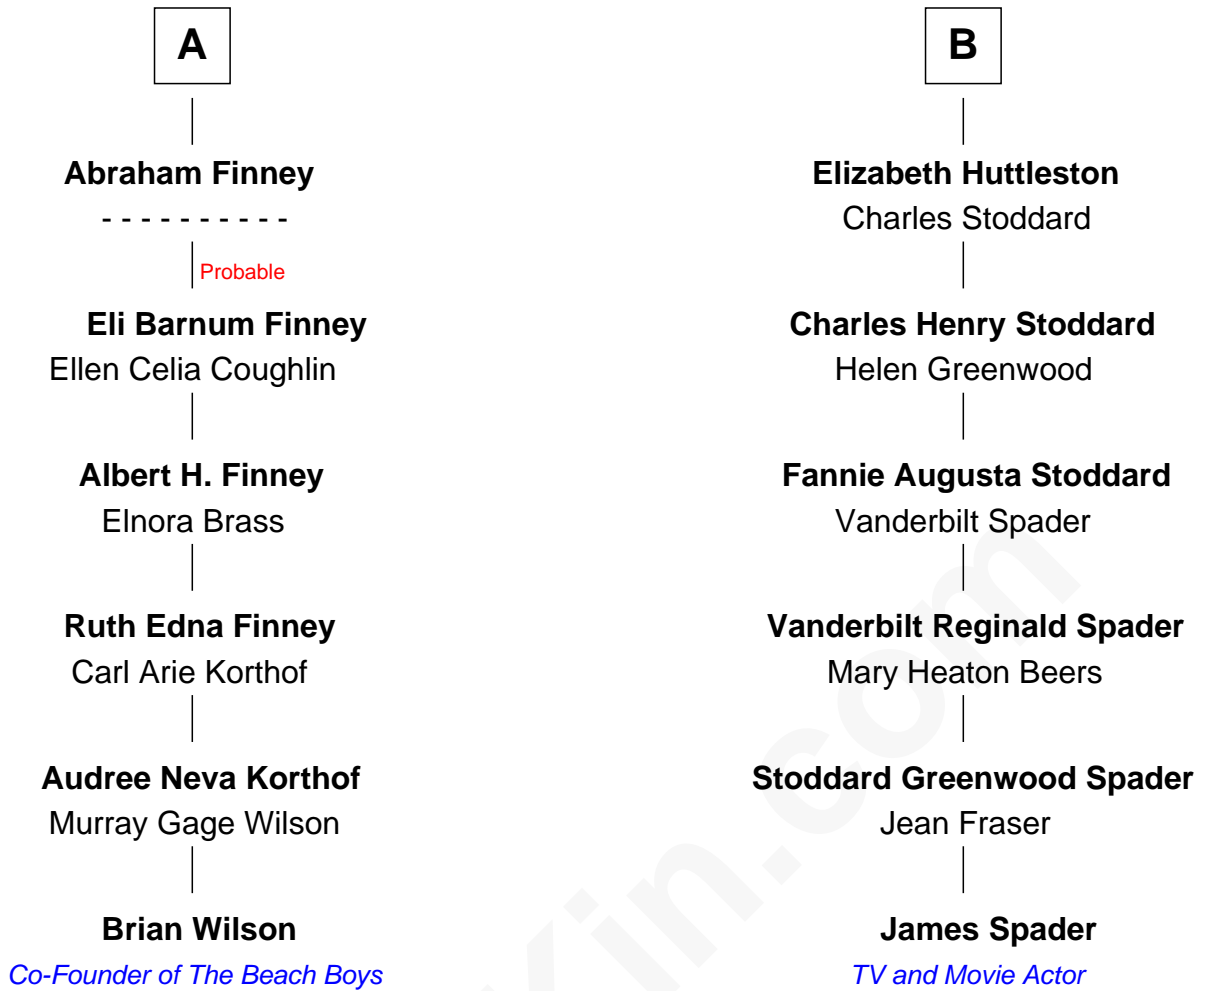 A
B
Abraham Finney
Elizabeth Huttleston
- - - - - - - - - -
Charles Stoddard
Probable
Eli Barnum Finney
Charles Henry Stoddard
Ellen Celia Coughlin
Helen Greenwood
Albert H. Finney
Fannie Augusta Stoddard
Elnora Brass
Vanderbilt Spader
Ruth Edna Finney
Vanderbilt Reginald Spader
Carl Arie Korthof
Mary Heaton Beers
Audree Neva Korthof
Stoddard Greenwood Spader
Murray Gage Wilson
Jean Fraser
Brian Wilson
James Spader
Co-Founder of The Beach Boys
TV and Movie Actor